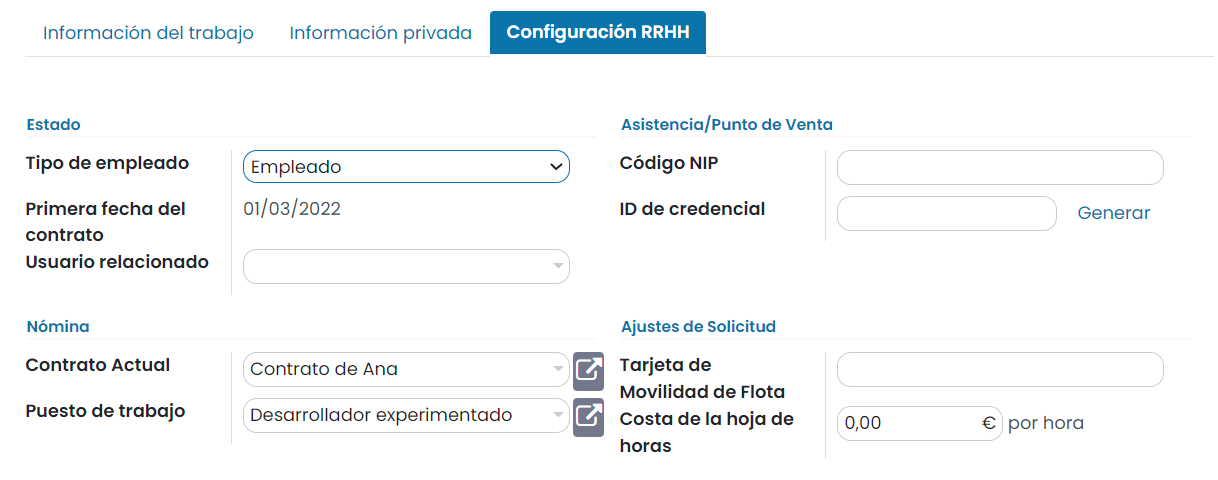 Información del trabajo
Información privada
Configuración RRHH
Estado
Tipo de empleado
Empleado
Primera fecha del
contrato
01/03/2022
Usuario relacionado
Asistencia/Punto de Venta
Código NIP
ID de credencial
Generar
Nómina
Contrato Actual
Contrato de Ana
Puesto de trabajo
Desarrollador experimentado
Ajustes de Solicitud
Tarjeta de
Movilidad de Flota
Costa de la hoja de
horas
0,00 € por hora